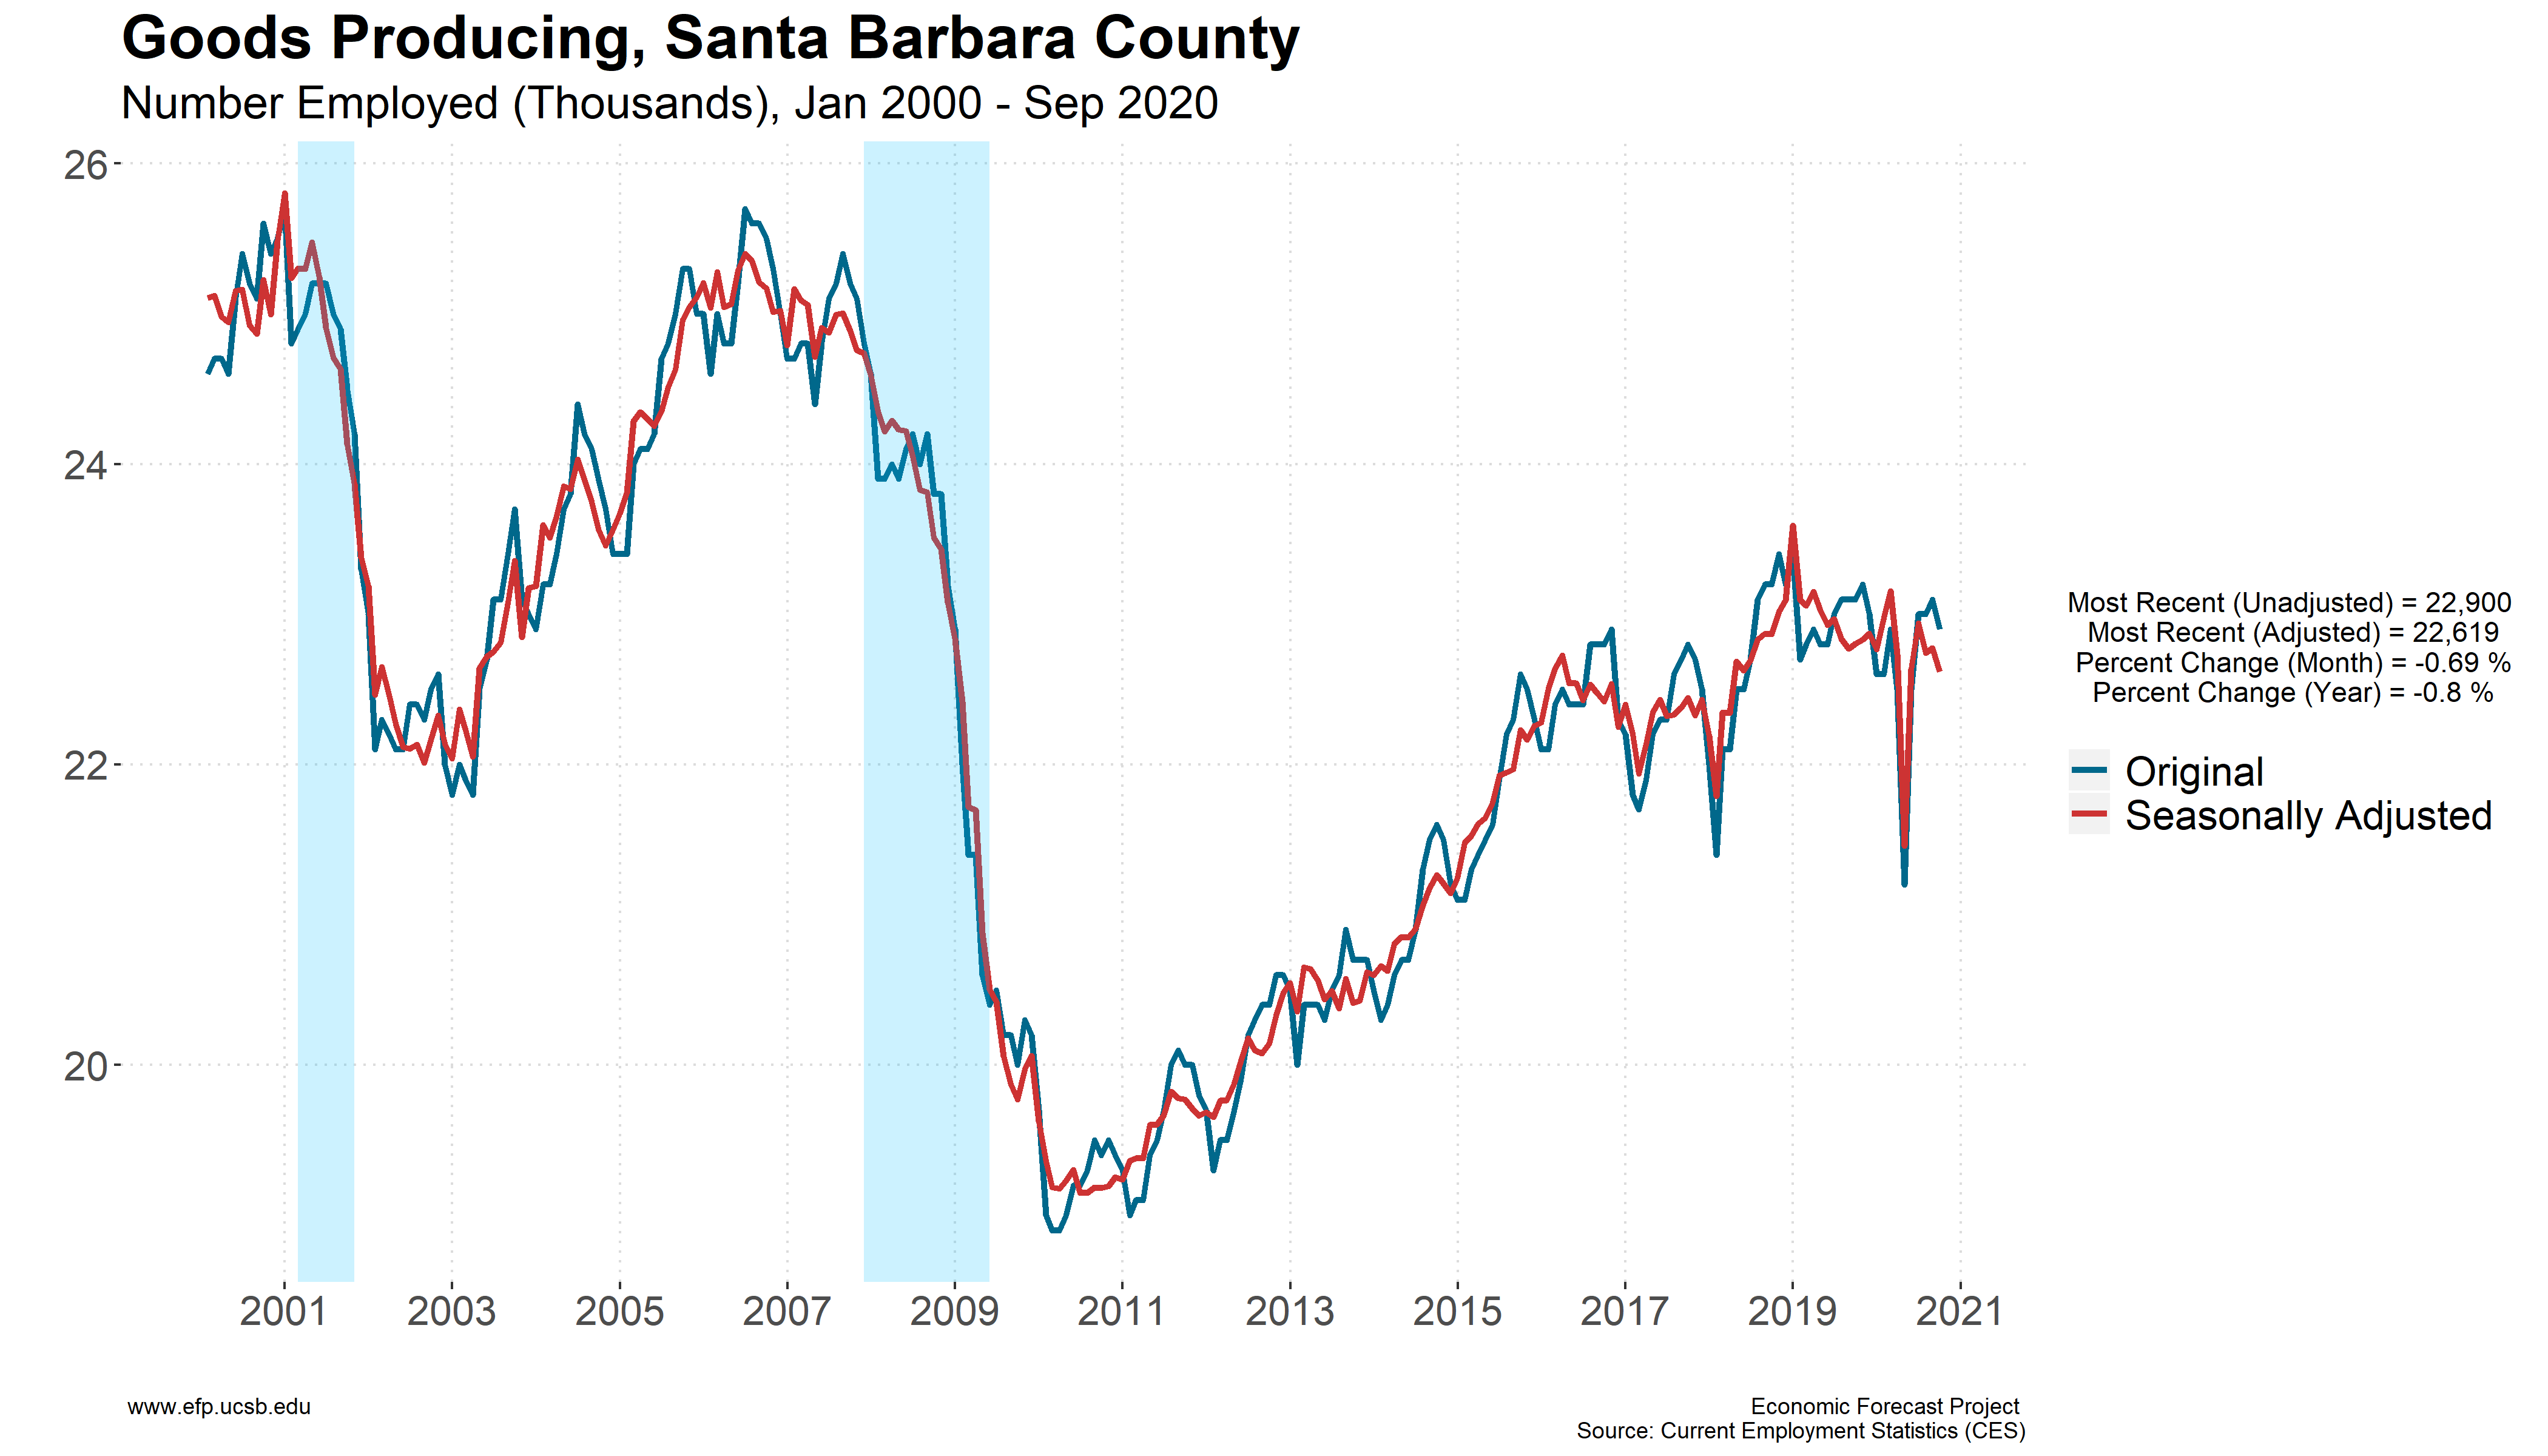 Goods Producing, Santa Barbara County
Number Employed (Thousands), Jan 2000 - Sep 2020
26
24
22
20
2001 2003 2005 2007 2009 2011 2013 2015 2017 2019 2021
Most Recent (Unadjusted) = 22,900
Most Recent (Adjusted) = 22,619
Percent Change (Month) = -0.69 %
Percent Change (Year) = -0.8 %
Original
Seasonally Adjusted
www.efp.ucsb.edu
Economic Forecast Project
Source: Current Employment Statistics (CES)